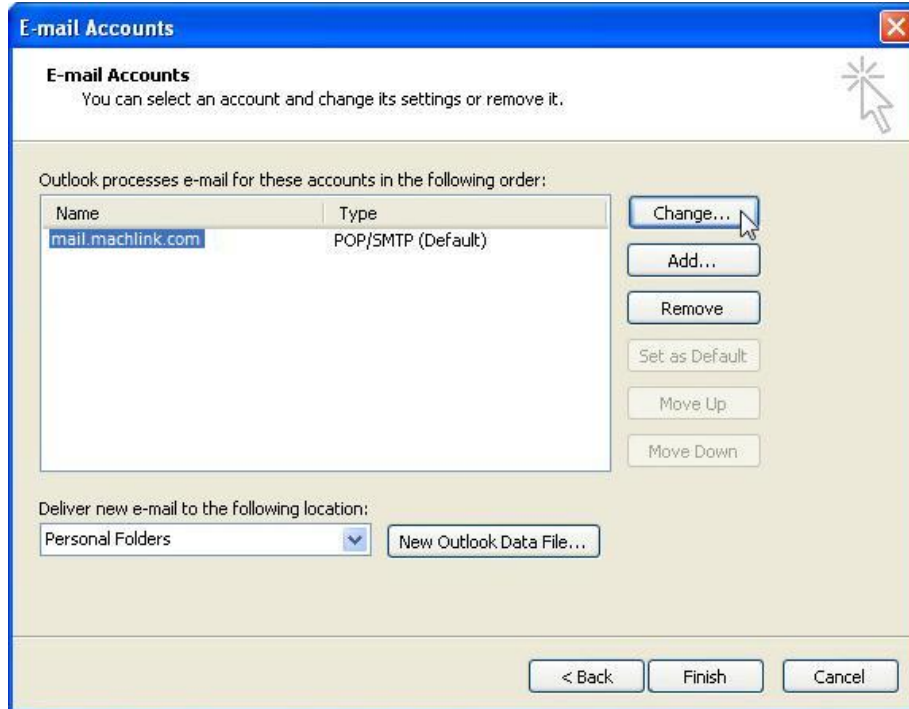 E-mail Accounts
E-mail Accounts
You can select an account and change its settings or remove it.
Outlook processes e-mail for these accounts in the following order:
Name Type
mail.machlink.com POP/SMTP (Default)
Change...
Add...
Remove
Set as Default
Move Up
Move Down
Deliver new e-mail to the following location:
Personal Folders New Outlook Data File...
< Back Finish Cancel